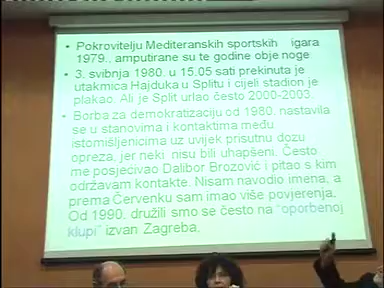 • Pokrovitelju Mediteranskih sportskih igara
1979., amputirane su te godine obje noge
• 3. svibnja 1980. u 15.05 sati prekinuta je
utakmica Hajduka u Splitu i cijeli stadion je
plakao. Ali je Split urlao često 2000-2003.
• Borba za demokratizaciju od 1980. nastavila
se u stanovima i kontaktima među
istomišljenicima uz uvijek prisutnu dozu
opreza, jer neki nisu bili uhapšeni. Često
me posjećivao Dalibor Brozović i pitao s kim
održavam kontakte. Nisam navodio imena, a
prema Červenku sam imao više povjerenja.
Od 1990. družili smo se često na "oporbenoj
klupi" izvan Zagreba.